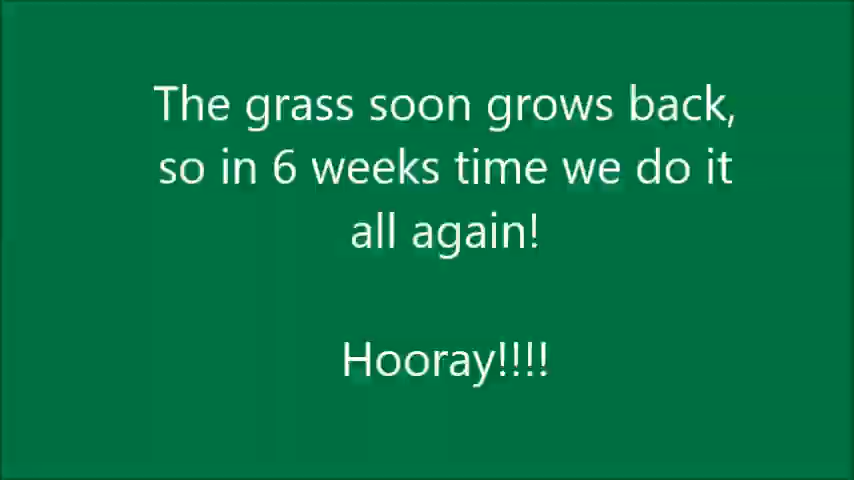 The grass soon grows back,
so in 6 weeks time we do it
all again!
Hooray!!!!